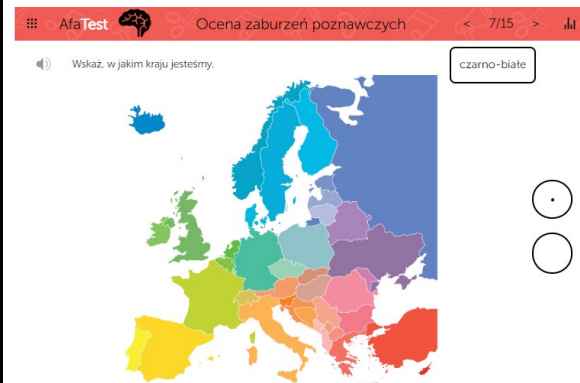 AfaTest
Ocena zaburzeń poznawczych
< 7/15 >
Wskaż, w jakim kraju jesteśmy.
czarno-białe